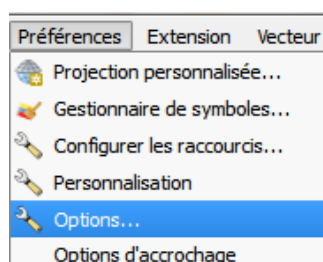 Préférences Extension Vecteur
Projection personnalisée...
Gestionnaire de symboles...
Configurer les raccourcis...
Personnalisation
Options...
Options d'accrochage